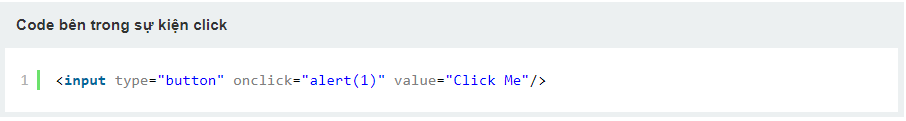 Code bên trong sự kiện click
1 <input type="button" onclick="alert(1)" value="Click Me"/>